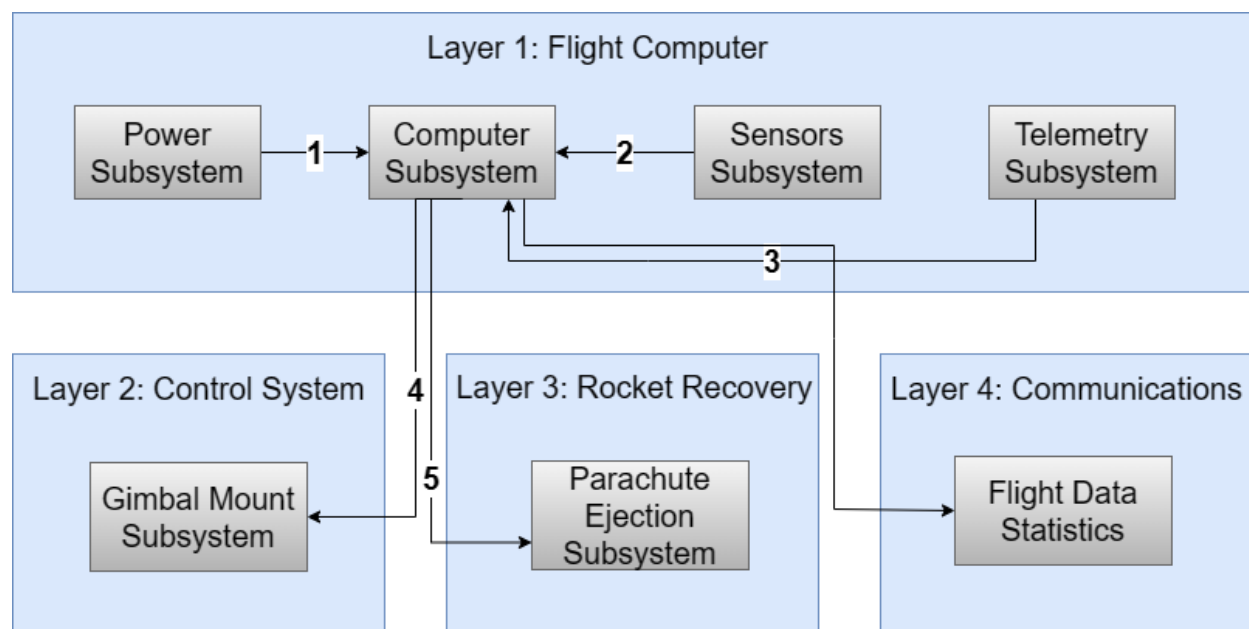 Layer 1: Flight Computer
Power
Subsystem
1
Computer
Subsystem
2
Sensors
Subsystem
Telemetry
Subsystem
3
Layer 2: Control System
4
Layer 3: Rocket Recovery
Layer 4: Communications
Gimbal Mount
Subsystem
5
Parachute
Ejection
Subsystem
Flight Data
Statistics